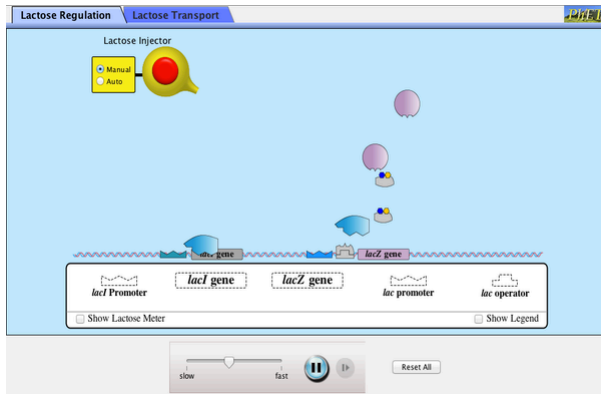 Lactose Regulation
Lactose Transport
PhET
Lactose Injector
Manual
Auto
gene
lacZ gene
lacI Promoter
lacI gene
lacZ gene
lac promoter
lac operator
Show Lactose Meter
Show Legend
slow
fast
Reset All